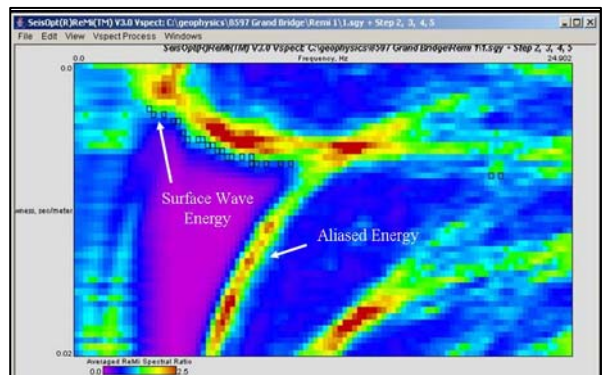 SeisOpt(R)ReMi(TM) V3.0 Vspect: C:\geophysics\8597 Grand Bridge\Remi 1\1.sgy + Step 2, 3, 4, 5
File Edit View Vspect Process Windows
SeisOpt(R)ReMi(TM) V3.0 Vspect: C:\geophysics\8597 Grand Bridge\Remi 1\1.sgy + Step 2, 3, 4, 5
0.0 Frequency, Hz 24.902
0.0
Surface Wave
Energy
wness, sec/meter
Aliased Energy
0.02
Averaged ReMi Spectral Ratio
0.0 2.5